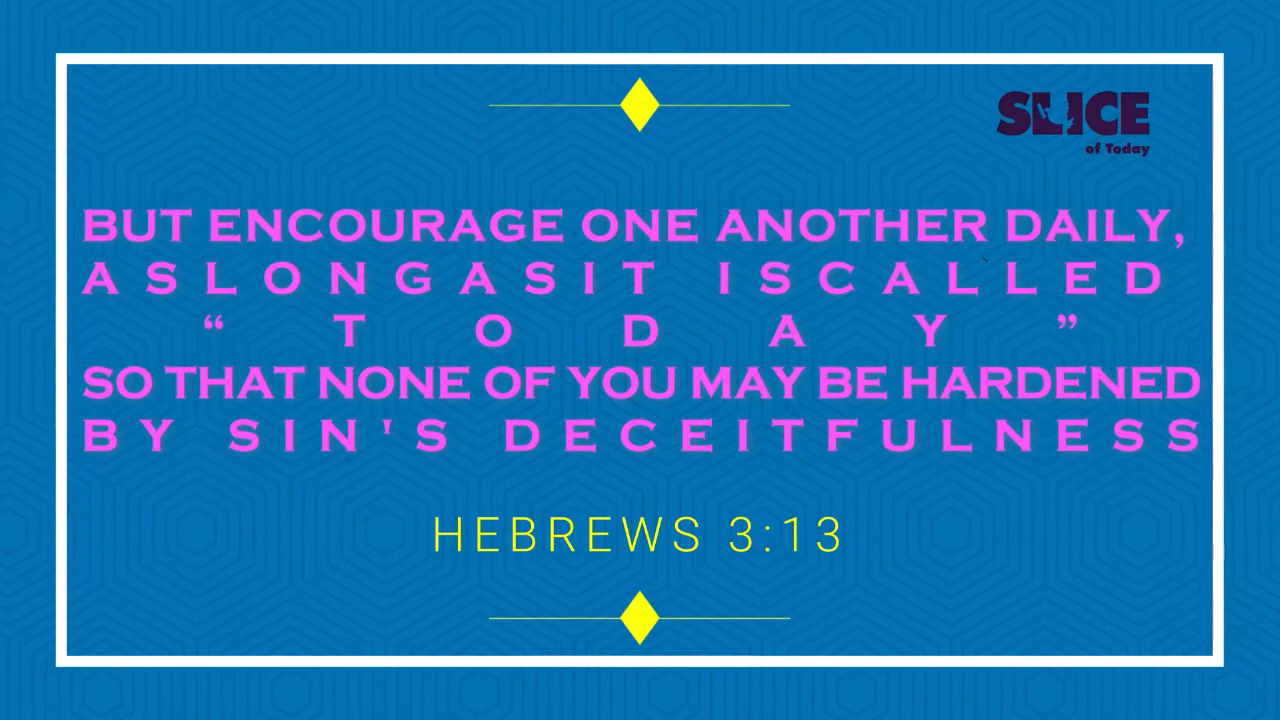 SLICE
of Today
BUT ENCOURAGE ONE ANOTHER DAILY,
ASLONGASIT ISCALLED
“TODAY”
SO THAT NONE OF YOU MAY BE HARDENED
BY SIN'S DECEITFULNESS
HEBREWS 3:13